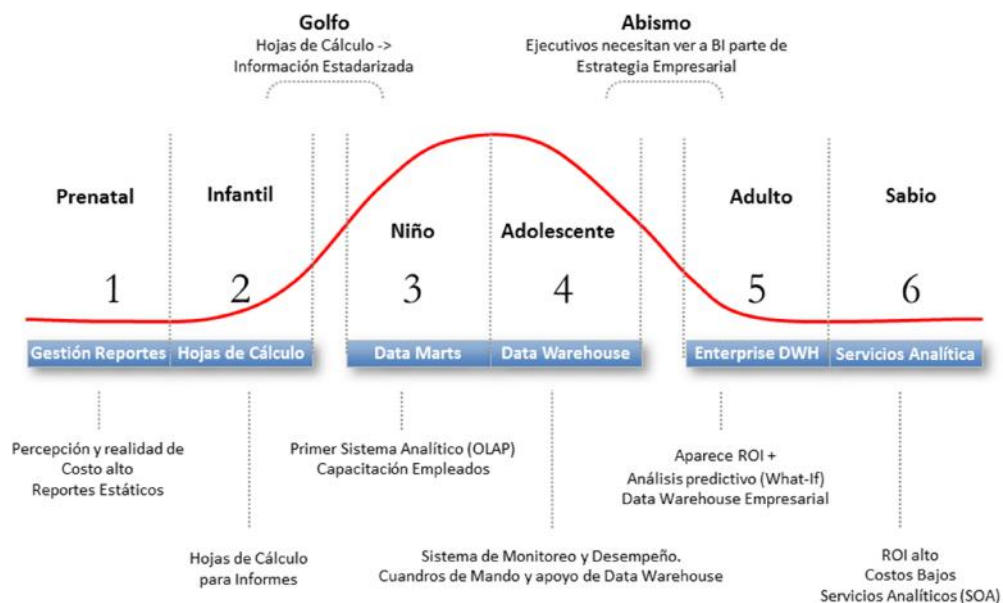 Golfo
Hojas de Cálculo ->
Información Estadarizada
Abismo
Ejecutivos necesitan ver a BI parte de
Estrategia Empresarial
Prenatal
Infantil
Niño
Adolescente
Adulto
Sabio
1
2
3
4
5
6
Gestión Reportes
Hojas de Cálculo
Data Marts
Data Warehouse
Enterprise DWH
Servicios Analítica
Percepción y realidad de
Costo alto
Reportes Estáticos
Hojas de Cálculo
para Informes
Primer Sistema Analítico (OLAP)
Capacitación Empleados
Sistema de Monitoreo y Desempeño.
Cuandros de Mando y apoyo de Data Warehouse
Aparece ROI +
Análisis predictivo (What-If)
Data Warehouse Empresarial
ROI alto
Costos Bajos
Servicios Analíticos (SOA)